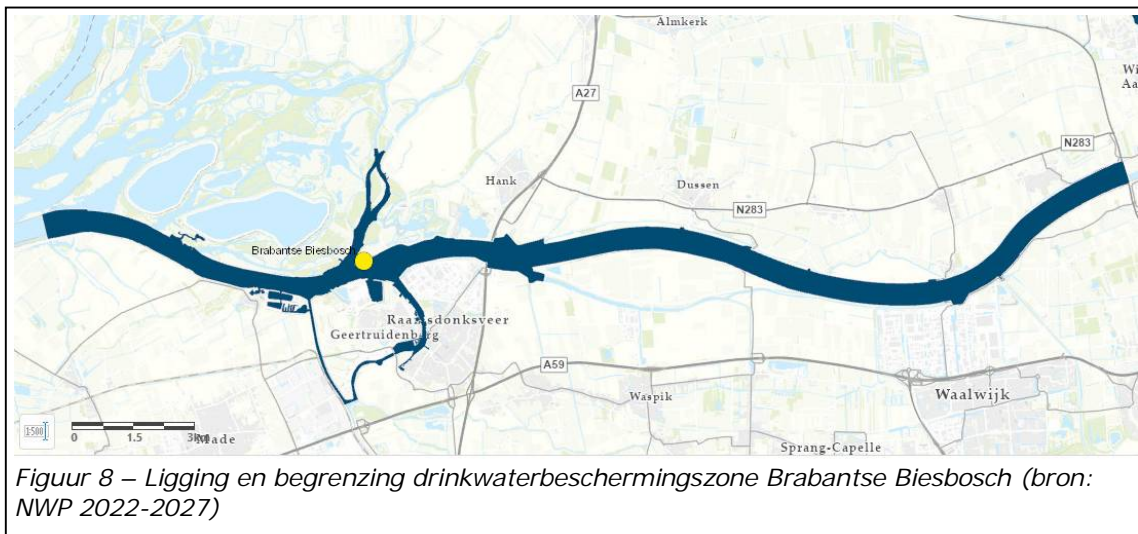 Almkerk
Wi
Aa
A27
N283
Hank
Dussen
N283
Brabantse Biesbosch
Raamsdonksveer
Geertruidenberg
A59
Waspik
Waalwijk
0 1.5 3km
Made
Sprang-Capelle
Figuur 8 – Ligging en begrenzing drinkwaterbeschermingszone Brabantse Biesbosch (bron:
NWP 2022-2027)